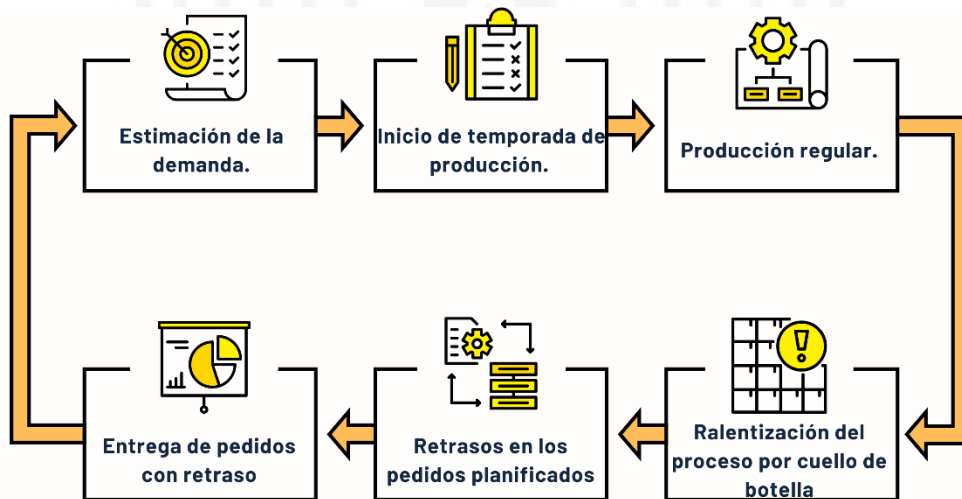 Estimación de la
demanda.
Inicio de temporada de
producción.
Producción regular.
Ralentización del
proceso por cuello de
botella
Retrasos en los
pedidos planificados
Entrega de pedidos
con retraso